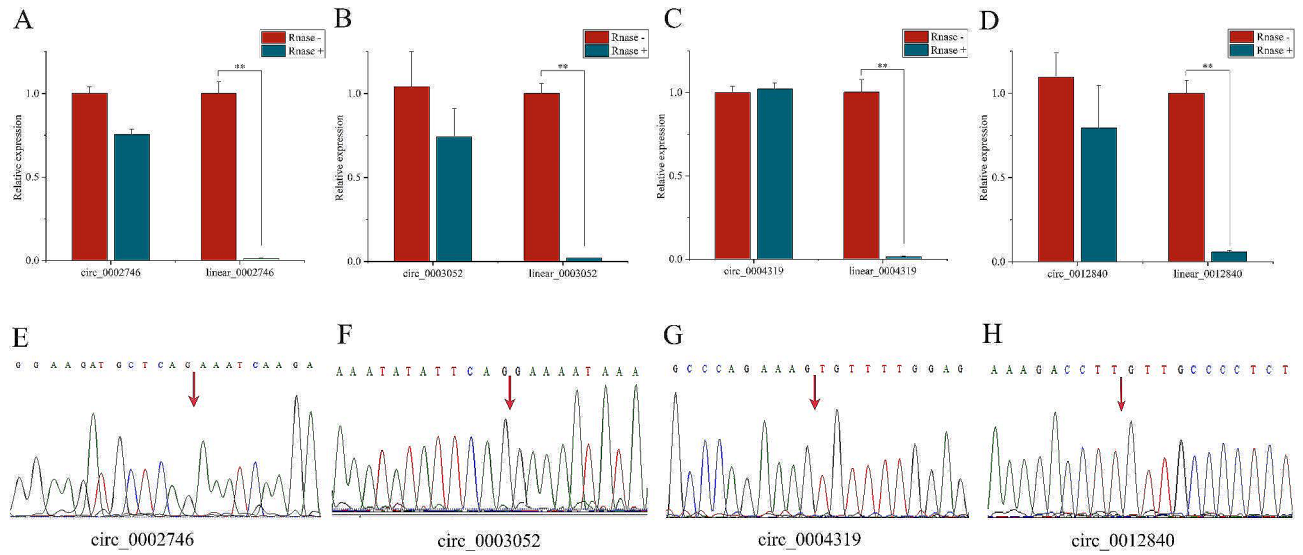 A
Relative expression
1.0
0.5
0.0
Rnase -
Rnase +
**
circ_0002746
linear_0002746
B
Relative expression
1.0
0.5
0.0
Rnase -
Rnase +
**
circ_0003052
linear_0003052
C
Relative expression
1.0
0.5
0.0
Rnase -
Rnase +
**
circ_0004319
linear_0004319
D
Relative expression
1.0
0.5
0.0
Rnase -
Rnase +
**
circ_0012840
linear_0012840
E
G G A A G A T G C T C A G A A A T C A A G A
circ_0002746
F
A A A T A T A T T C A G G A A A A T A A A
circ_0003052
G
G C C C A G A A A G T G T T T T G G A G
circ_0004319
H
A A A G A C C T T G T T G C C C C T C T
circ_0012840